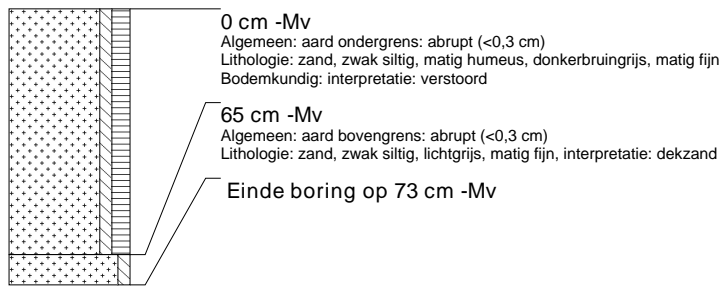 0 cm -Mv
Algemeen: aard ondergrens: abrupt (<0,3 cm)
Lithologie: zand, zwak siltig, matig humeus, donkerbruingrijs, matig fijn
Bodemkundig: interpretatie: verstoord
65 cm -Mv
Algemeen: aard bovengrens: abrupt (<0,3 cm)
Lithologie: zand, zwak siltig, lichtgrijs, matig fijn, interpretatie: dekzand
Einde boring op 73 cm -Mv